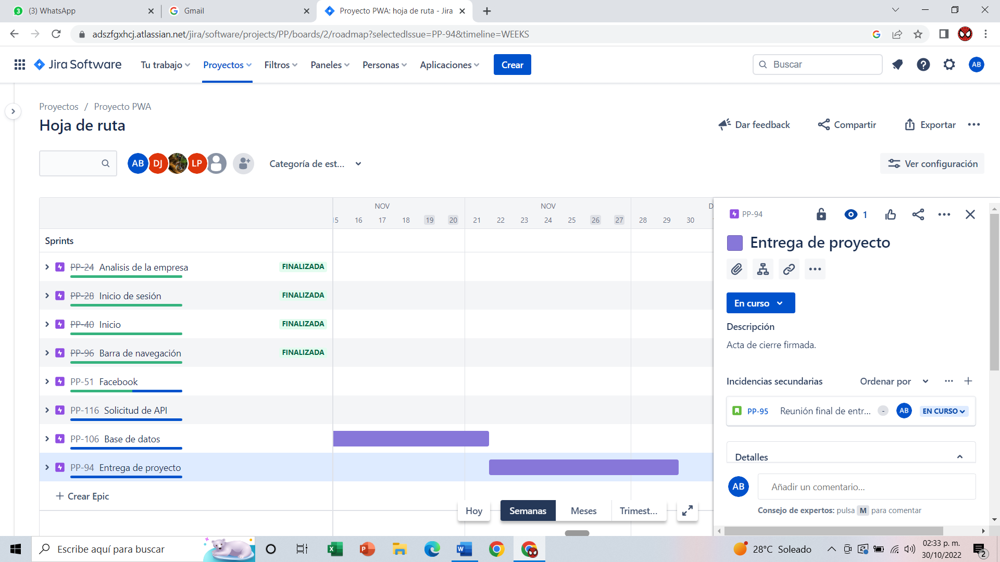 (3) WhatsApp
Gmail
Proyecto PWA: hoja de ruta - Jira
adszfgxhcj.atlassian.net/jira/software/projects/PP/boards/2/roadmap?selectedIssue=PP-94&timeline=WEEKS
Jira Software
Tu trabajo
Proyectos
Filtros
Paneles
Personas
Aplicaciones
Crear
Buscar
AB
Proyectos / Proyecto PWA
Hoja de ruta
Dar feedback
Compartir
Exportar
AB DJ LP
Categoría de est...
Ver configuración
NOV NOV D
15 16 17 18 19 20 21 22 23 24 25 26 27 28 29 30
Sprints
PP-24 Analisis de la empresa FINALIZADA
PP-28 Inicio de sesión FINALIZADA
PP-40 Inicio FINALIZADA
PP-96 Barra de navegación FINALIZADA
PP-51 Facebook
PP-116 Solicitud de API
PP-106 Base de datos
PP-94 Entrega de proyecto
+ Crear Epic
Hoy
Semanas
Meses
Trimest...
PP-94
1
Entrega de proyecto
En curso
Descripción
Acta de cierre firmada.
Incidencias secundarias
Ordenar por
PP-95 Reunión final de entr... - AB EN CURSO
Detalles
AB Añadir un comentario...
Consejo de expertos: pulsa M para comentar
Escribe aquí para buscar
28°C Soleado
02:33 p. m.
30/10/2022
2